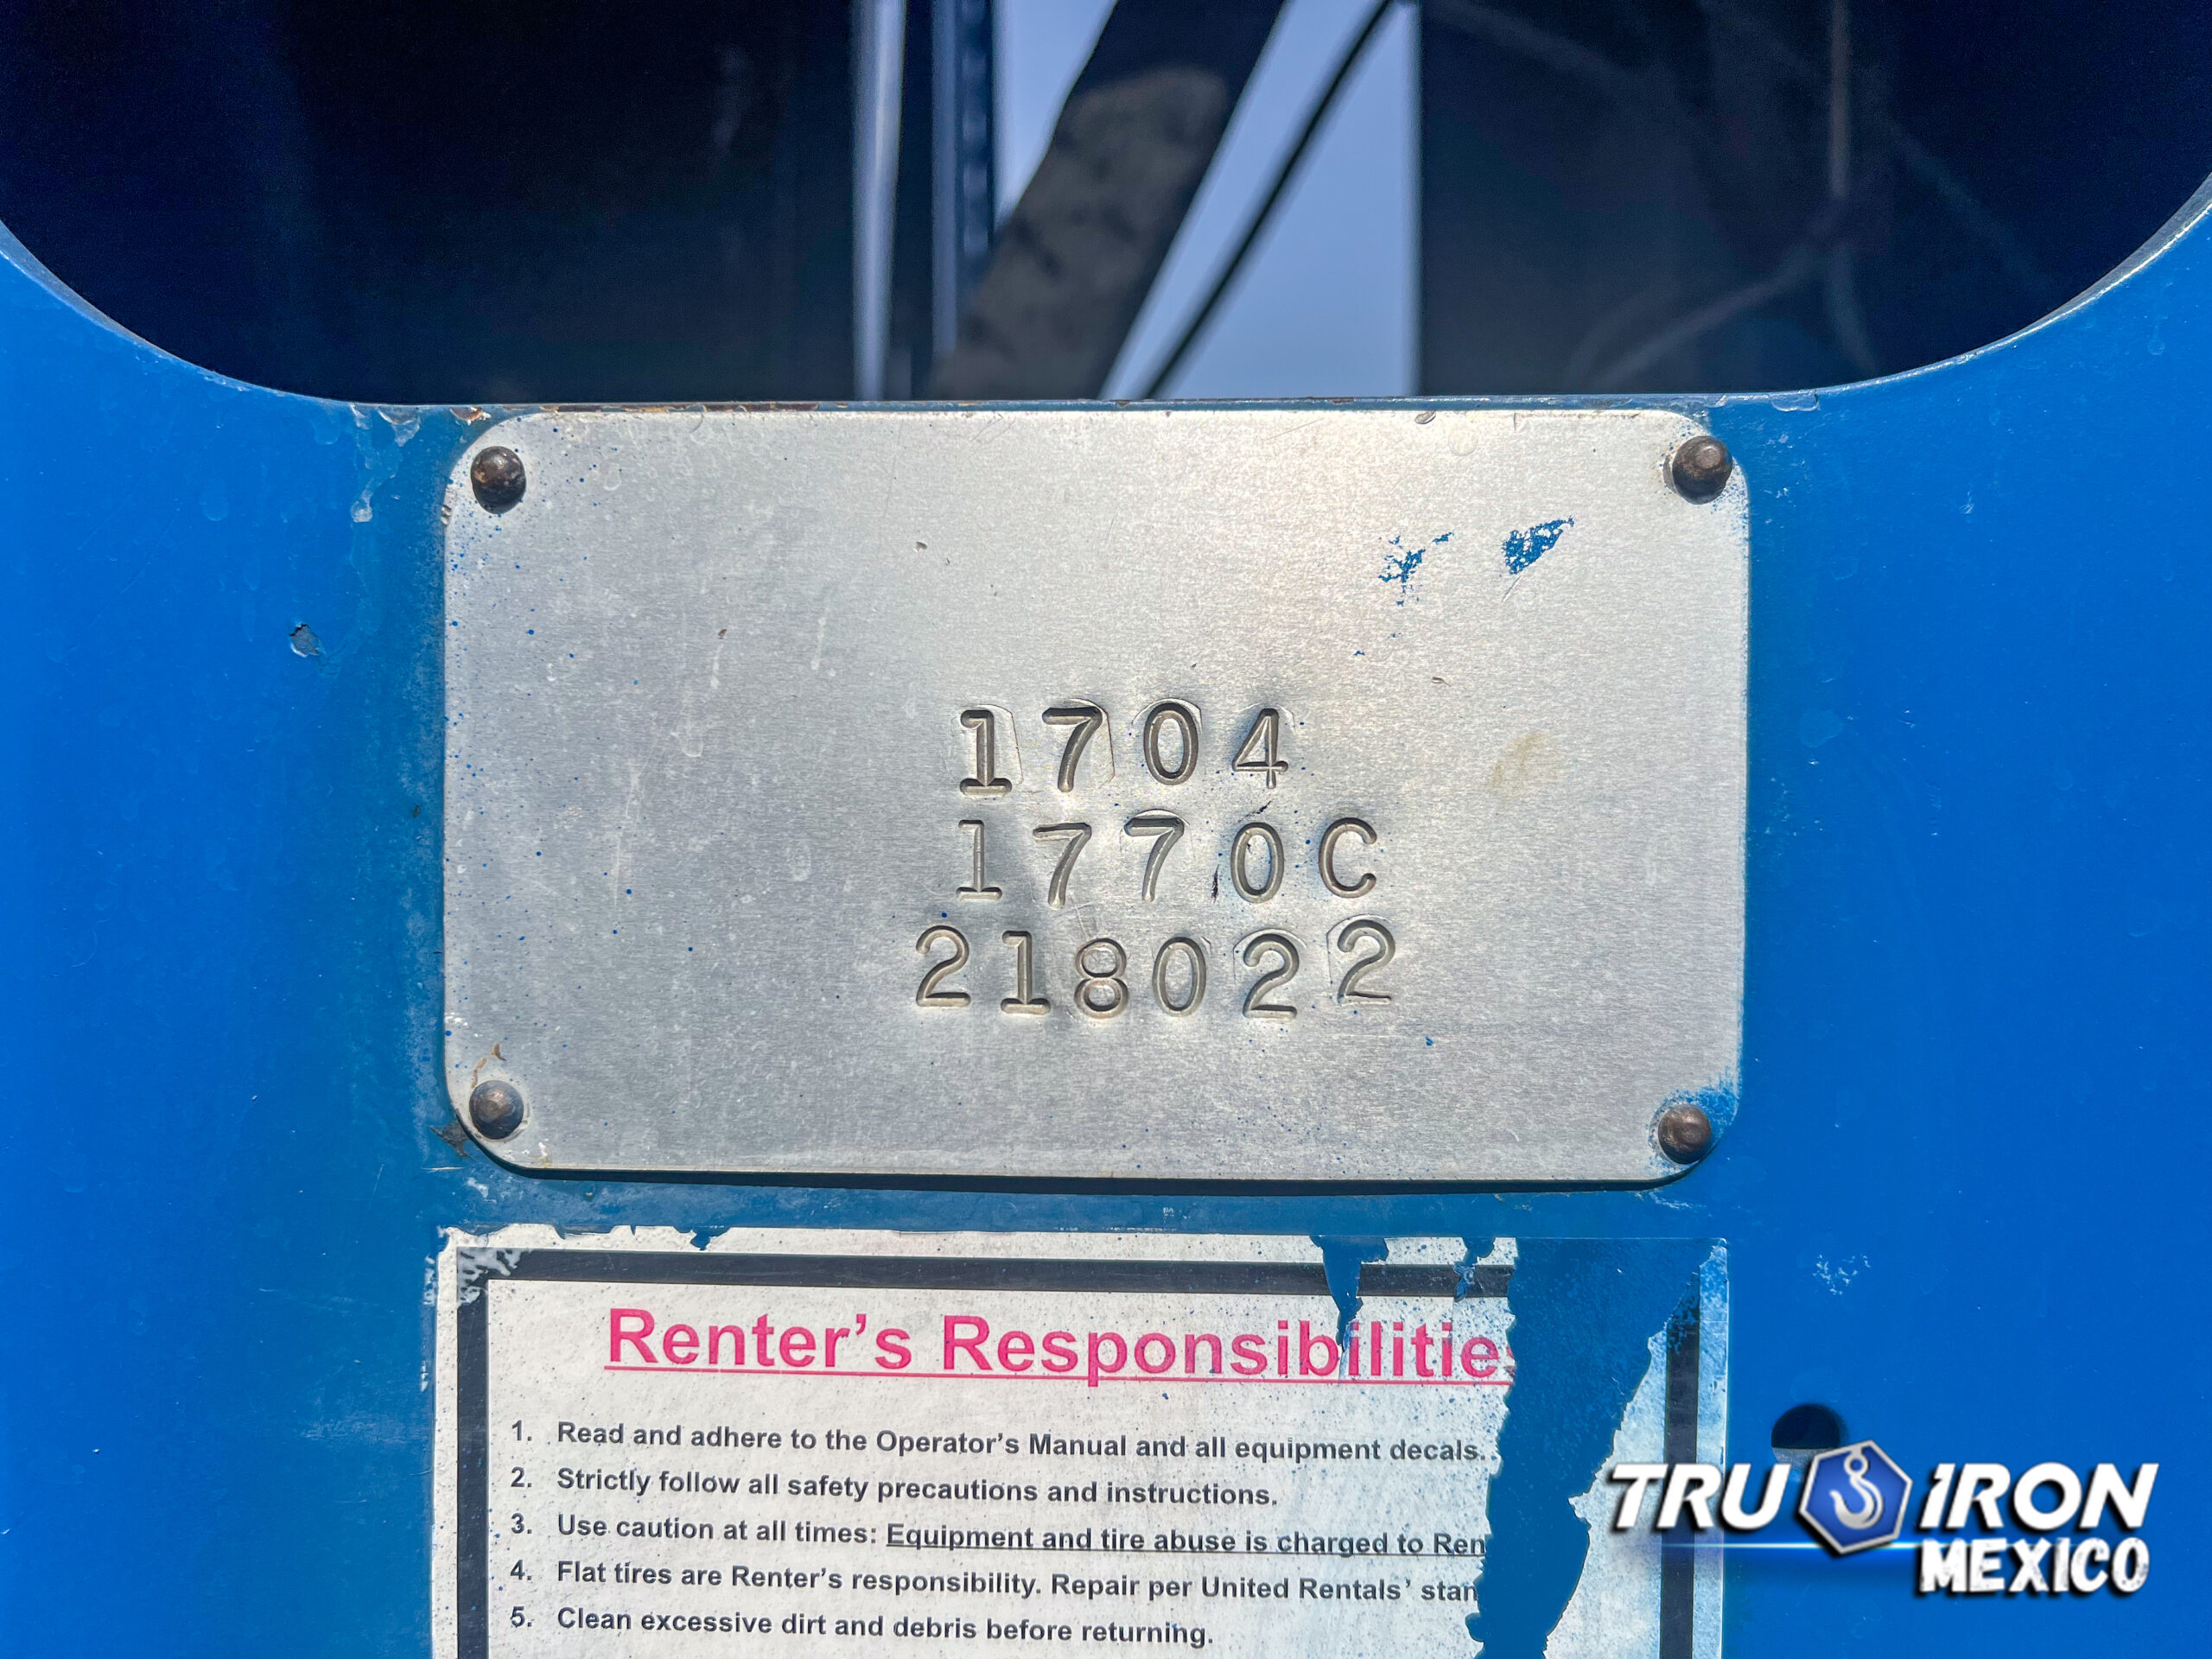 1704
1770C
218022
Renter's Responsibilitie
1. Read and adhere to the Operator's Manual and all equipment decals.
2. Strictly follow all safety precautions and instructions.
3. Use caution at all times: Equipment and tire abuse is charged to Ren
4. Flat tires are Renter's responsibility. Repair per United Rentals' stan
5. Clean excessive dirt and debris before returning.
TRU IRON
MEXICO